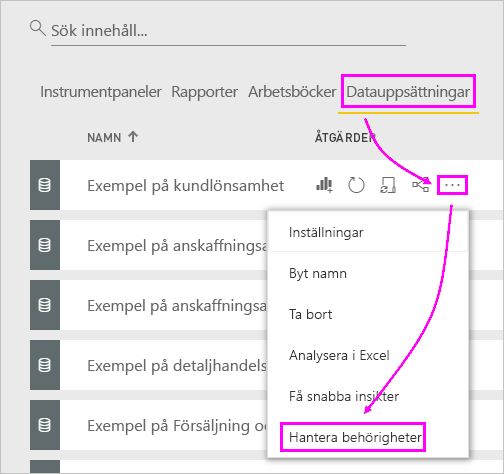 Sök innehåll...
Instrumentpaneler Rapporter Arbetsböcker Datauppsättningar
NAMN ÅTGÄRDER
Exempel på kundlönsamhet
Exempel på anskaffningsa
Exempel på anskaffningsa
Exempel på detaljhandels
Exempel på Försäljning oc
Inställningar
Byt namn
Ta bort
Analysera i Excel
Få snabba insikter
Hantera behörigheter